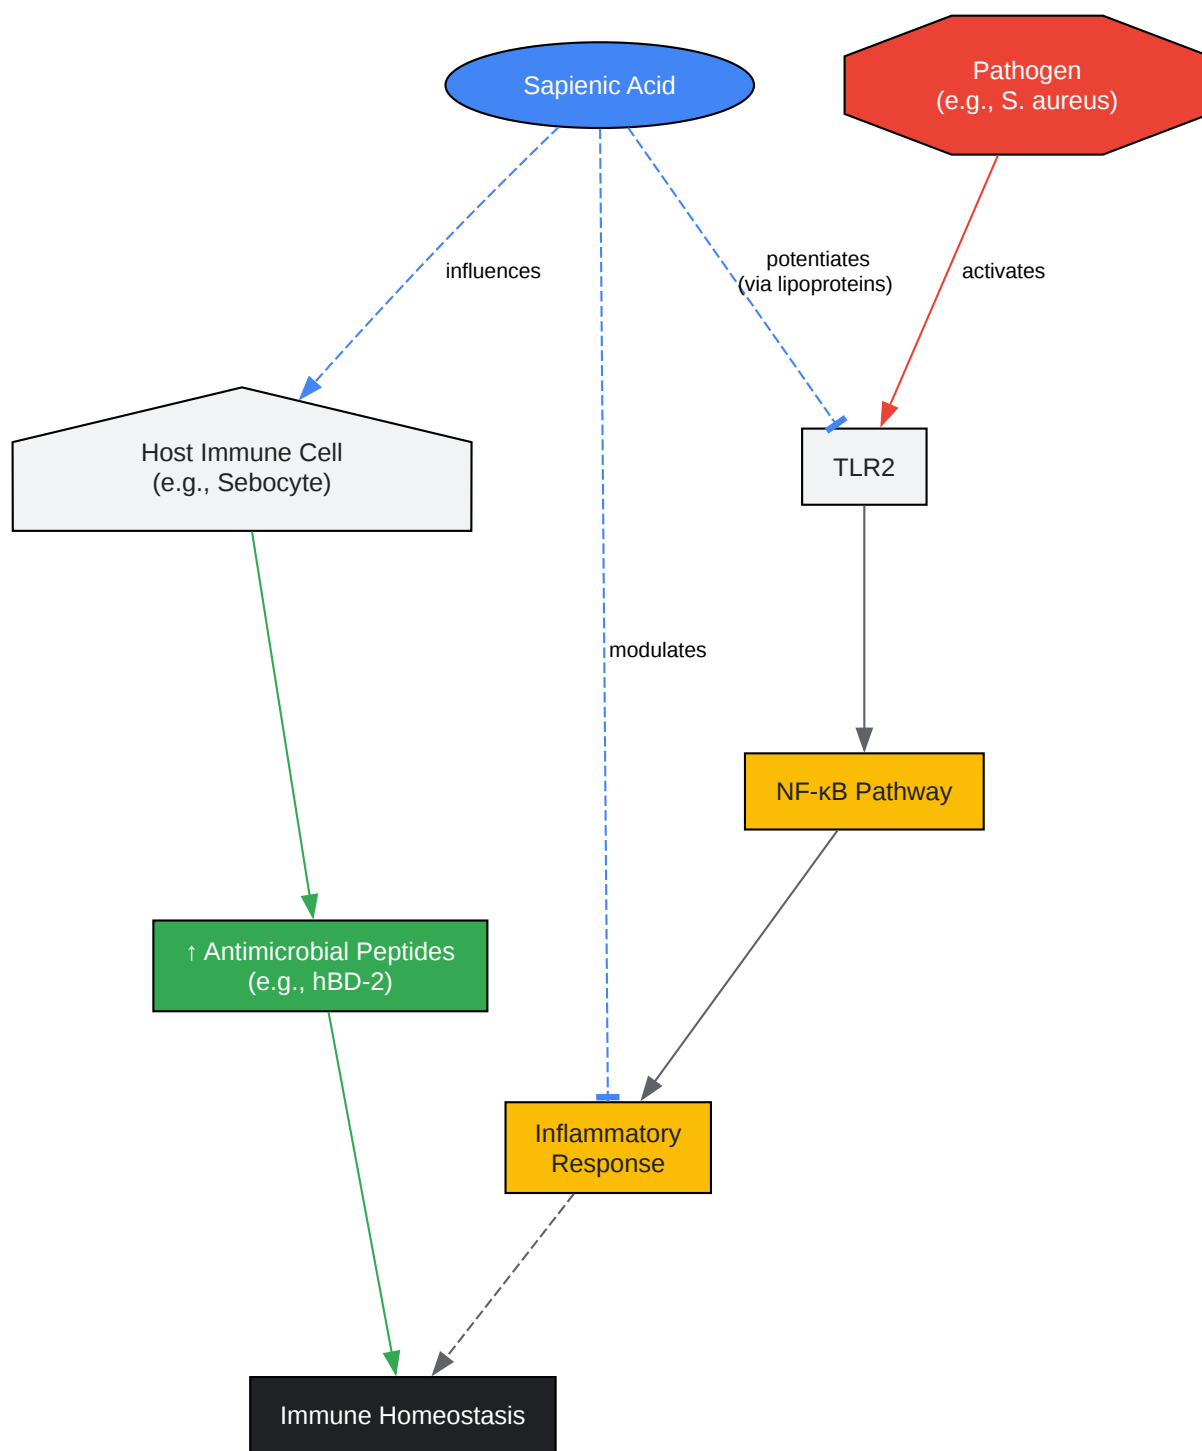 Sapienic Acid
Pathogen
(e.g., S. aureus)
influences
potentiates
(via lipoproteins)
activates
Host Immune Cell
(e.g., Sebocyte)
TLR2
modulates
NF-κB Pathway
↑ Antimicrobial Peptides
(e.g., hBD-2)
Inflammatory
Response
Immune Homeostasis